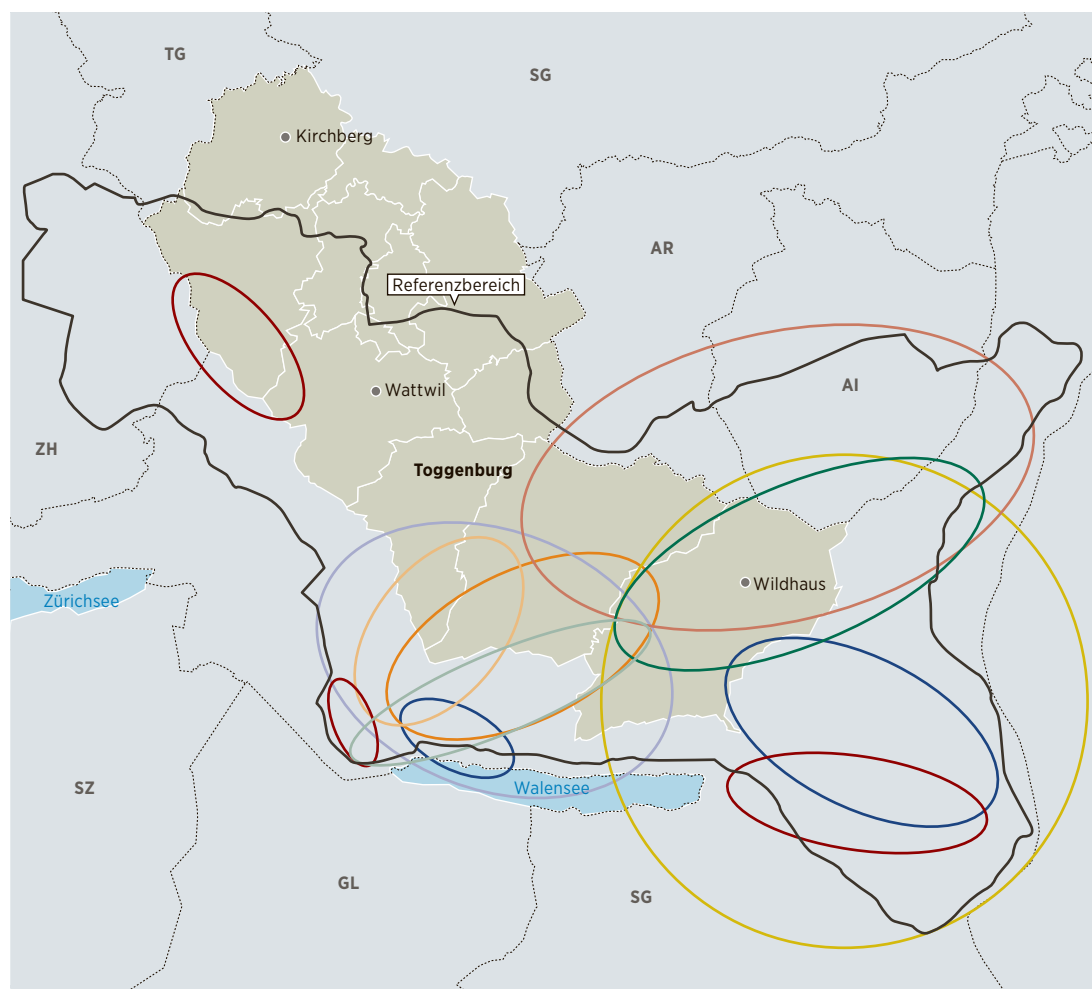 TG
SG
Kirchberg
AR
Referenzbereich
AI
Wattwil
ZH
Toggenburg
Wildhaus
Zürichsee
SZ
Walensee
GL
SG